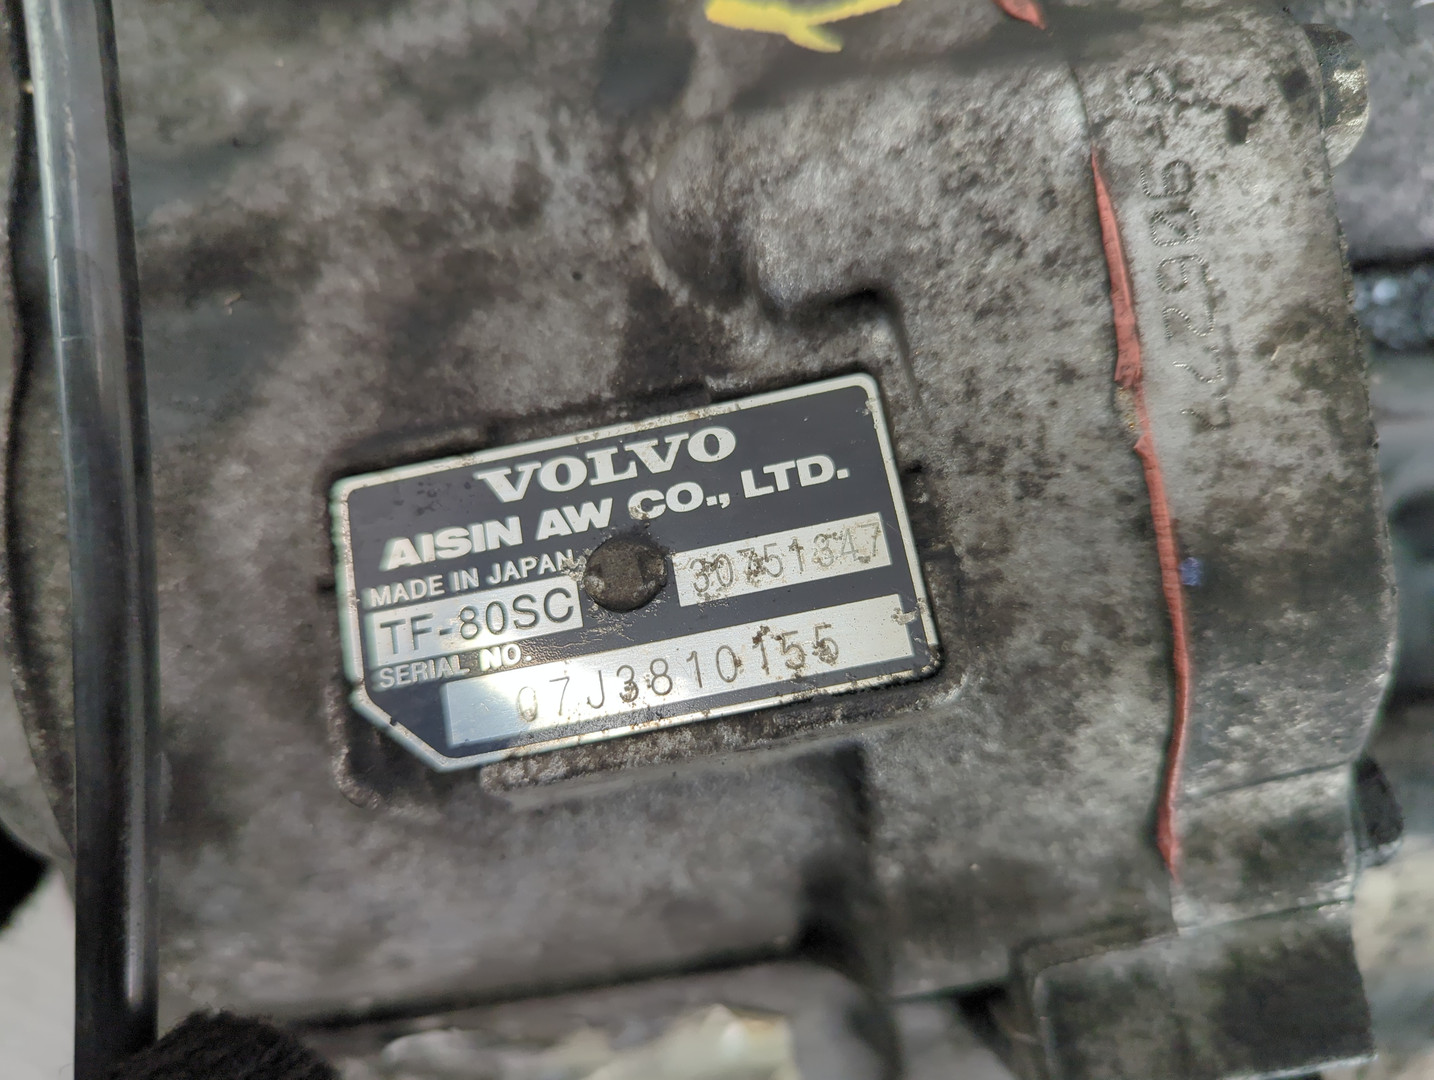 VOLVO
AISIN AW CO., LTD.
MADE IN JAPAN
TF-80SC 30751347
SERIAL NO.
07J3810155